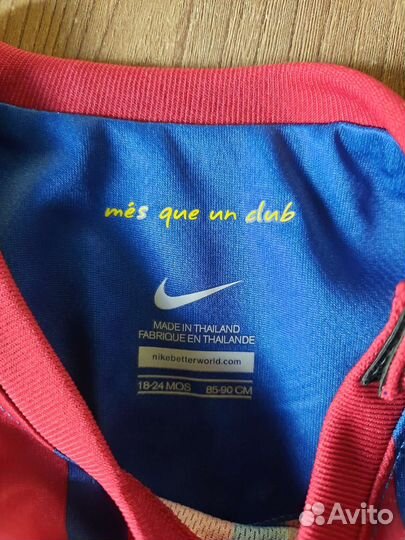 més que un club
MADE IN THAILAND
FABRIQUE EN THAILANDE
nikebetterworld.com
18-24 MOS 85-90 CM
Avito